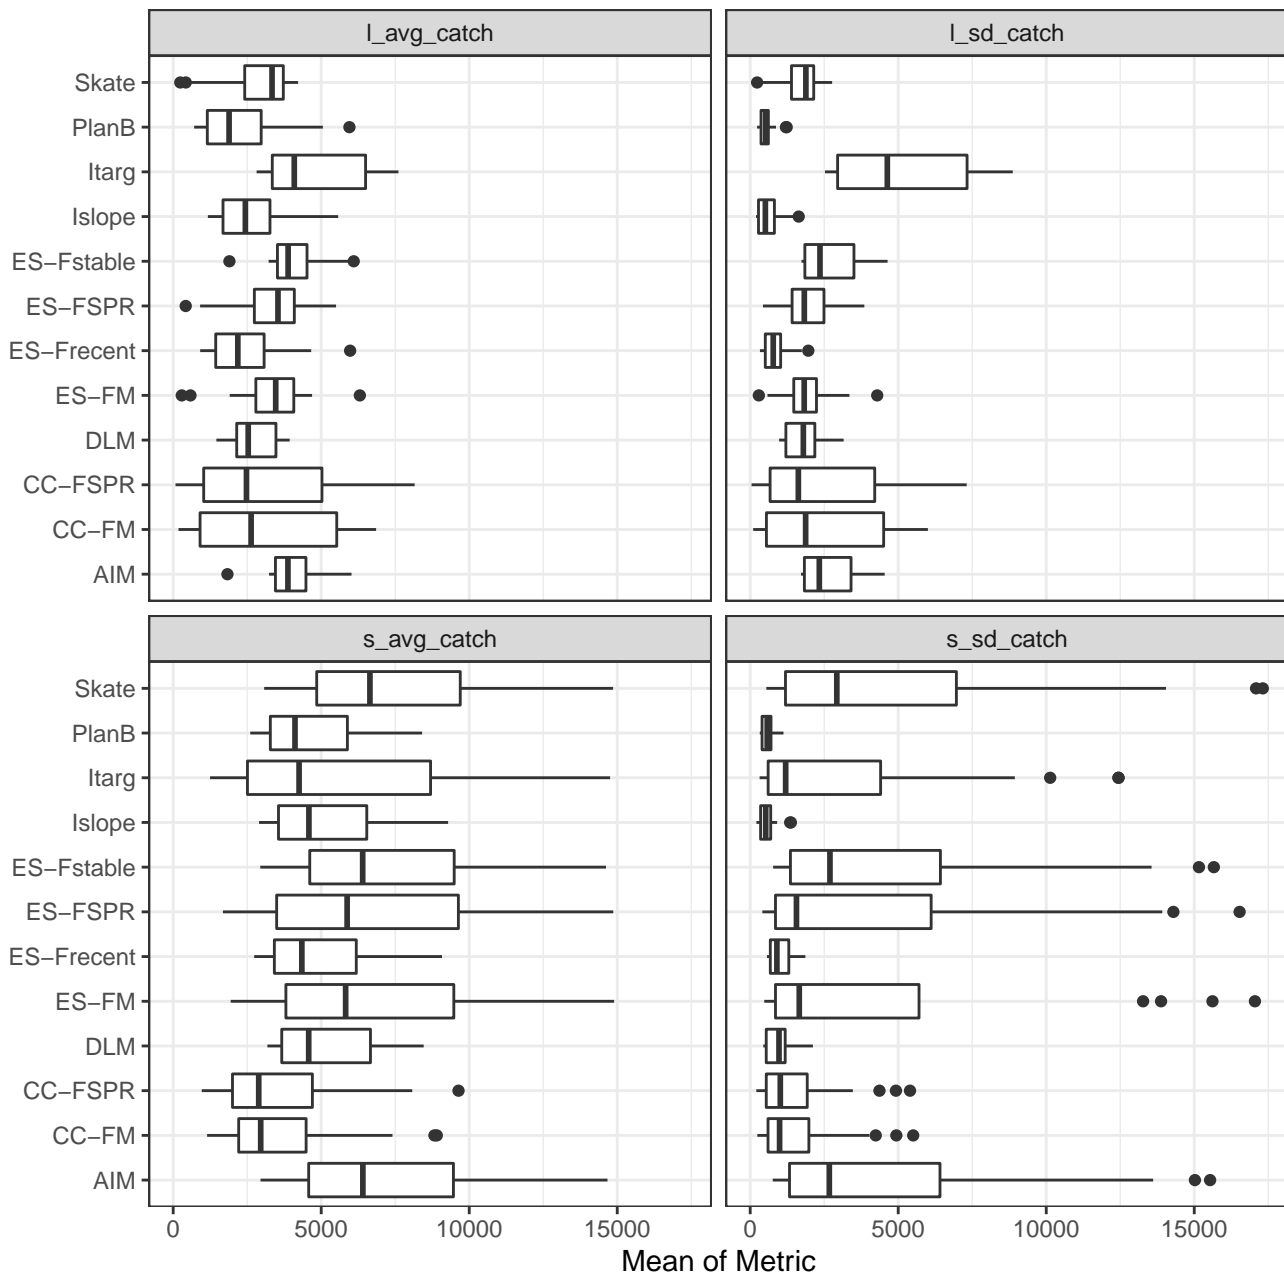 l_avg_catch
l_sd_catch
Skate
PlanB
Itarg
Islope
ES−Fstable
ES−FSPR
ES−Frecent
ES−FM
DLM
CC−FSPR
CC−FM
AIM
s_avg_catch
s_sd_catch
Skate
PlanB
Itarg
Islope
ES−Fstable
ES−FSPR
ES−Frecent
ES−FM
DLM
CC−FSPR
CC−FM
AIM
0 5000 10000 15000 0 5000 10000 15000
Mean of Metric